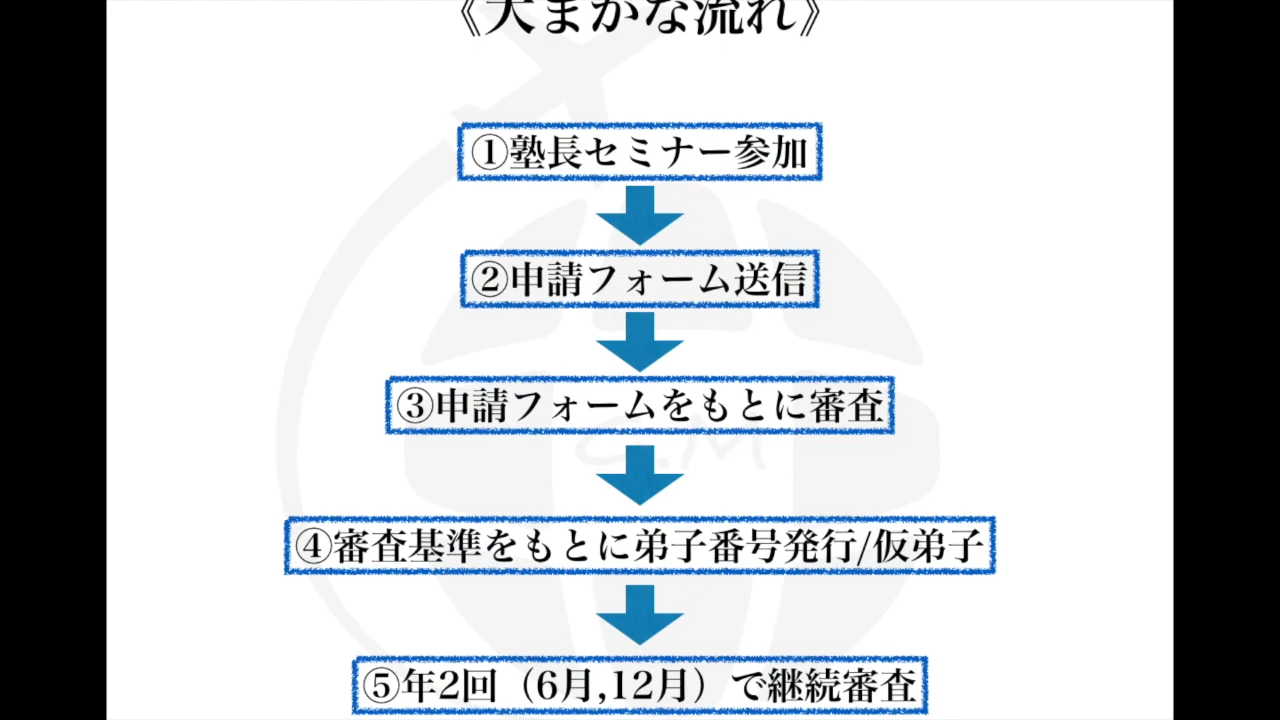 《大まかな流れ》
①塾長セミナー参加
②申請フォーム送信
③申請フォームをもとに審査
④審査基準をもとに弟子番号発行/仮弟子
⑤年2回（6月,12月）で継続審査